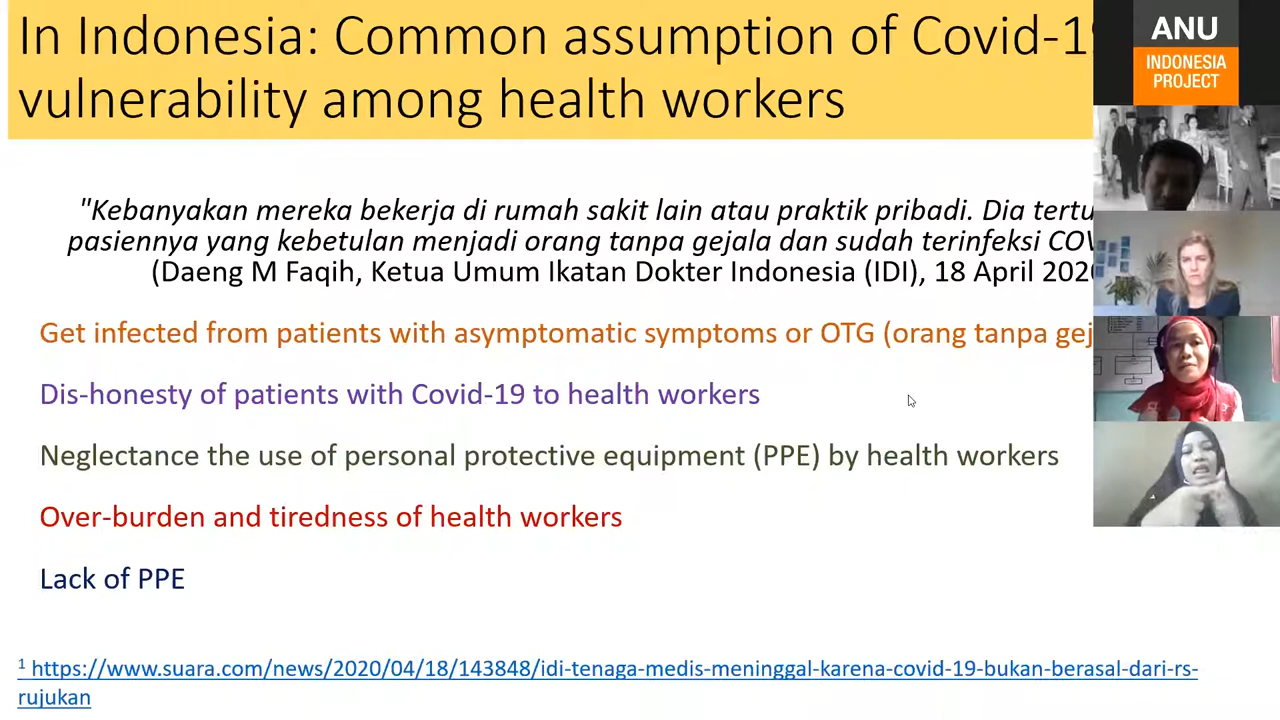 In Indonesia: Common assumption of Covid-19
vulnerability among health workers
"Kebanyakan mereka bekerja di rumah sakit lain atau praktik pribadi. Dia
pasiennya yang kebetulan menjadi orang tanpa gejala dan sudah terinfeksi
(Daeng M Faqih, Ketua Umum Ikatan Dokter Indonesia (IDI), 18 April 2020
Get infected from patients with asymptomatic symptoms or OTG (orang tanpa
Dis-honesty of patients with Covid-19 to health workers
Neglectance the use of personal protective equipment (PPE) by health workers
Over-burden and tiredness of health workers
Lack of PPE
1 https://www.suara.com/news/2020/04/18/143848/idi-tenaga-medis-meninggal-karena-covid-19-bukan-berasal-dari-rs-
rujukan
ANU
INDONESIA
PROJECT